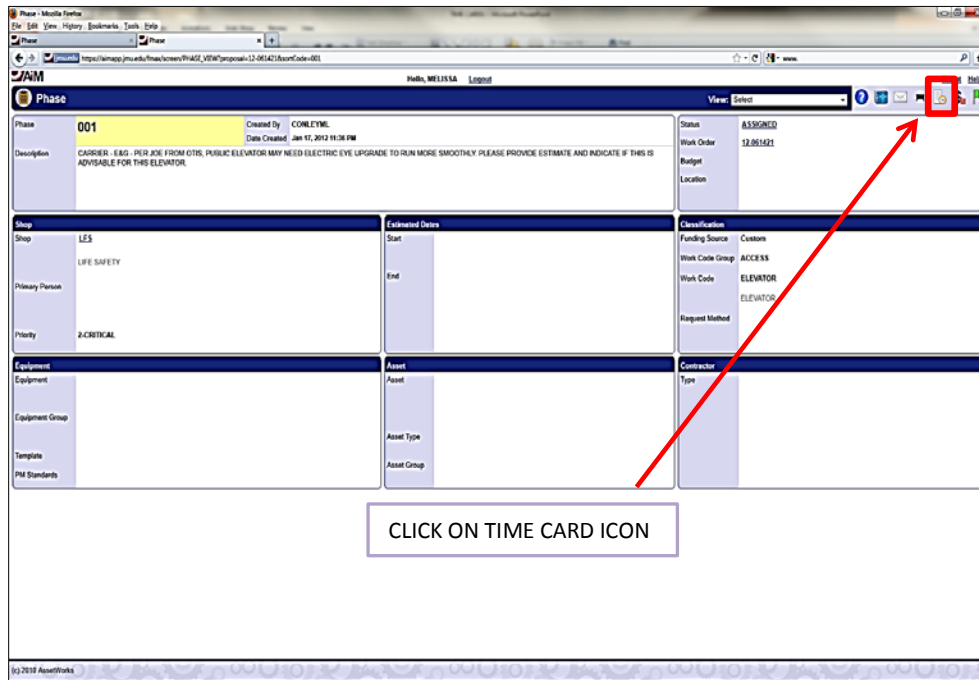 Phase - Mozilla Firefox
File Edit View History Bookmarks Tools Help
Phase
Phase x +
https://aimapp.jmu.edu/fmax/screen/PHASE_VIEW?proposal=12-061421&sortCode=001
AiM
Hello, MELISSA Logout
Phase
View: Select
Phase 001
Created By CONLEYML
Date Created Jan 17, 2012 11:36 PM
Description CARRIER - E&G - PER JOE FROM OTIS, PUBLIC ELEVATOR MAY NEED ELECTRIC EYE UPGRADE TO RUN MORE SMOOTHLY. PLEASE PROVIDE ESTIMATE AND INDICATE IF THIS IS
ADVISABLE FOR THIS ELEVATOR.
Status ASSIGNED
Work Order 12-061421
Budget
Location
Shop
Shop LFS
LIFE SAFETY
Primary Person
Priority 2-CRITICAL
Estimated Dates
Start
End
Classification
Funding Source Custom
Work Code Group ACCESS
Work Code ELEVATOR
ELEVATOR
Request Method
Equipment
Equipment
Equipment Group
Template
PM Standards
Asset
Asset
Asset Type
Asset Group
Contractor
Type
CLICK ON TIME CARD ICON
(c) 2010 AssetWorks